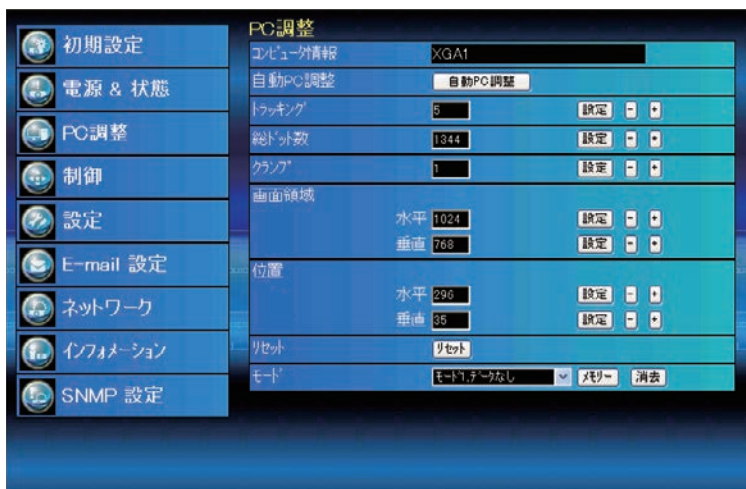 初期設定
電源 & 状態
PC調整
制御
設定
E-mail 設定
ネットワーク
インフォメーション
SNMP 設定
PC調整
コンピュータ情報 XGA1
自動PC調整 自動PC調整
トラッキング 5 設定 - +
総ドット数 1344 設定 - +
クランプ 1 設定 - +
画面領域
水平 1024 設定 - +
垂直 768 設定 - +
位置
水平 296 設定 - +
垂直 35 設定 - +
リセット リセット
モード モード1.データなし メモリー 消去